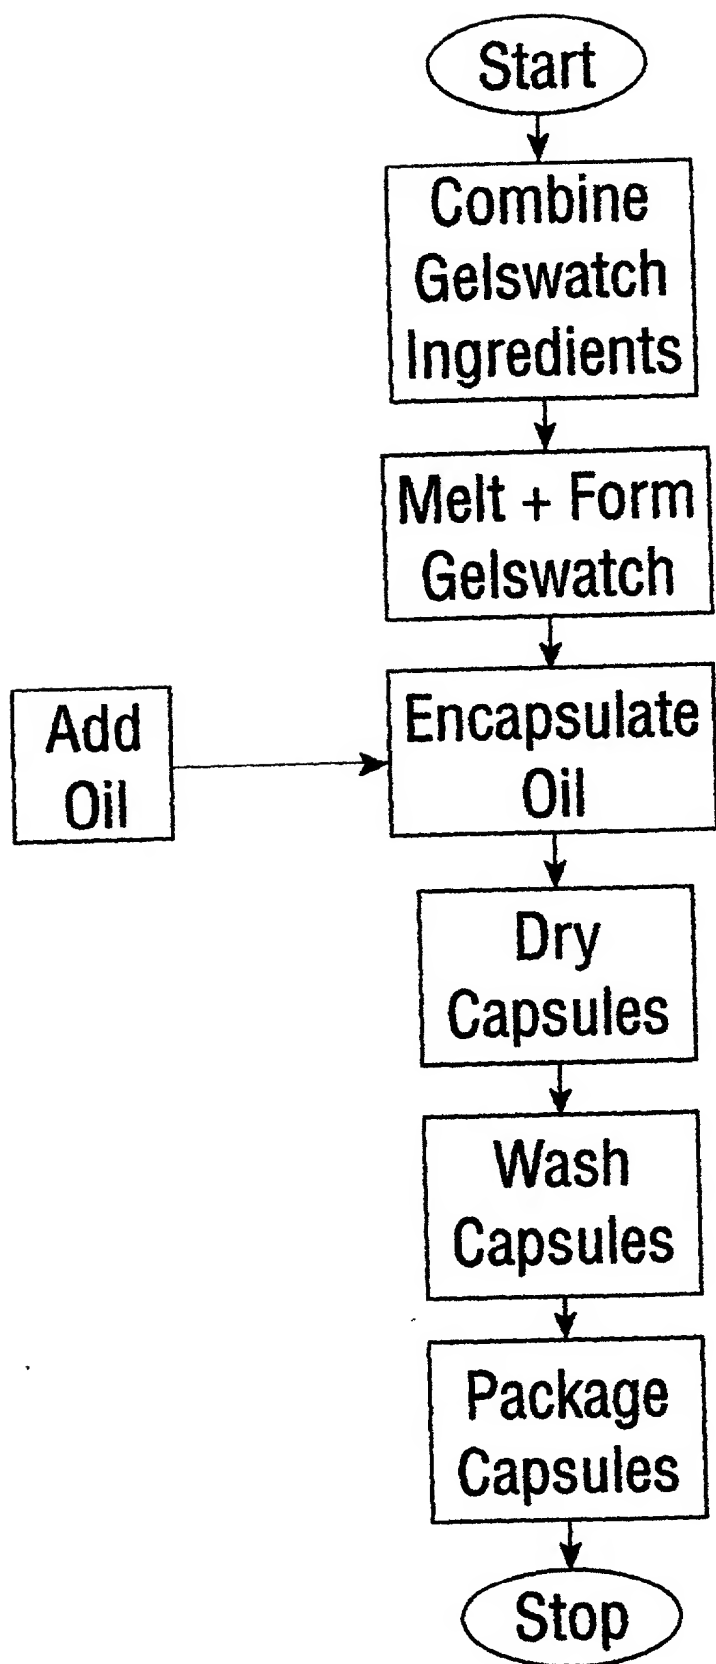 Start
Combine
Gelswatch
Ingredients
Melt + Form
Gelswatch
Add
Oil
Encapsulate
Oil
Dry
Capsules
Wash
Capsules
Package
Capsules
Stop